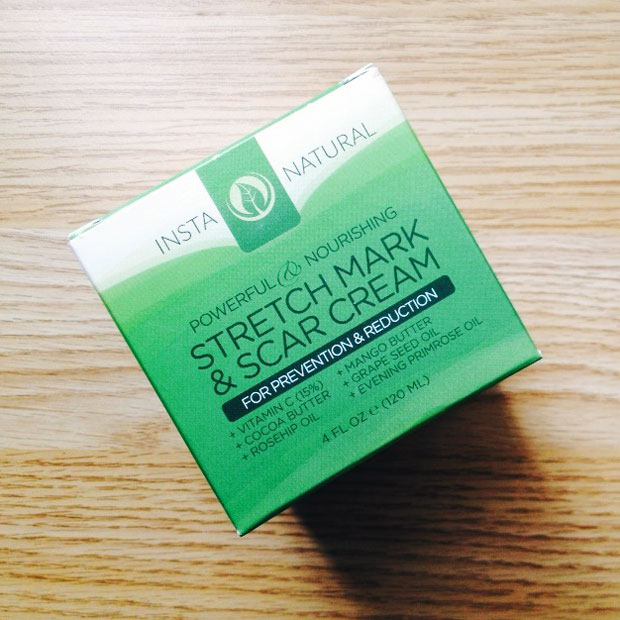 INSTA NATURAL
POWERFUL & NOURISHING
STRETCH MARK
& SCAR CREAM
FOR PREVENTION & REDUCTION
+ VITAMIN C (15%)
+ COCOA BUTTER
+ ROSEHIP OIL
+ MANGO BUTTER
+ GRAPE SEED OIL
+ EVENING PRIMROSE OIL
4 FL OZ ℮ (120 ML)